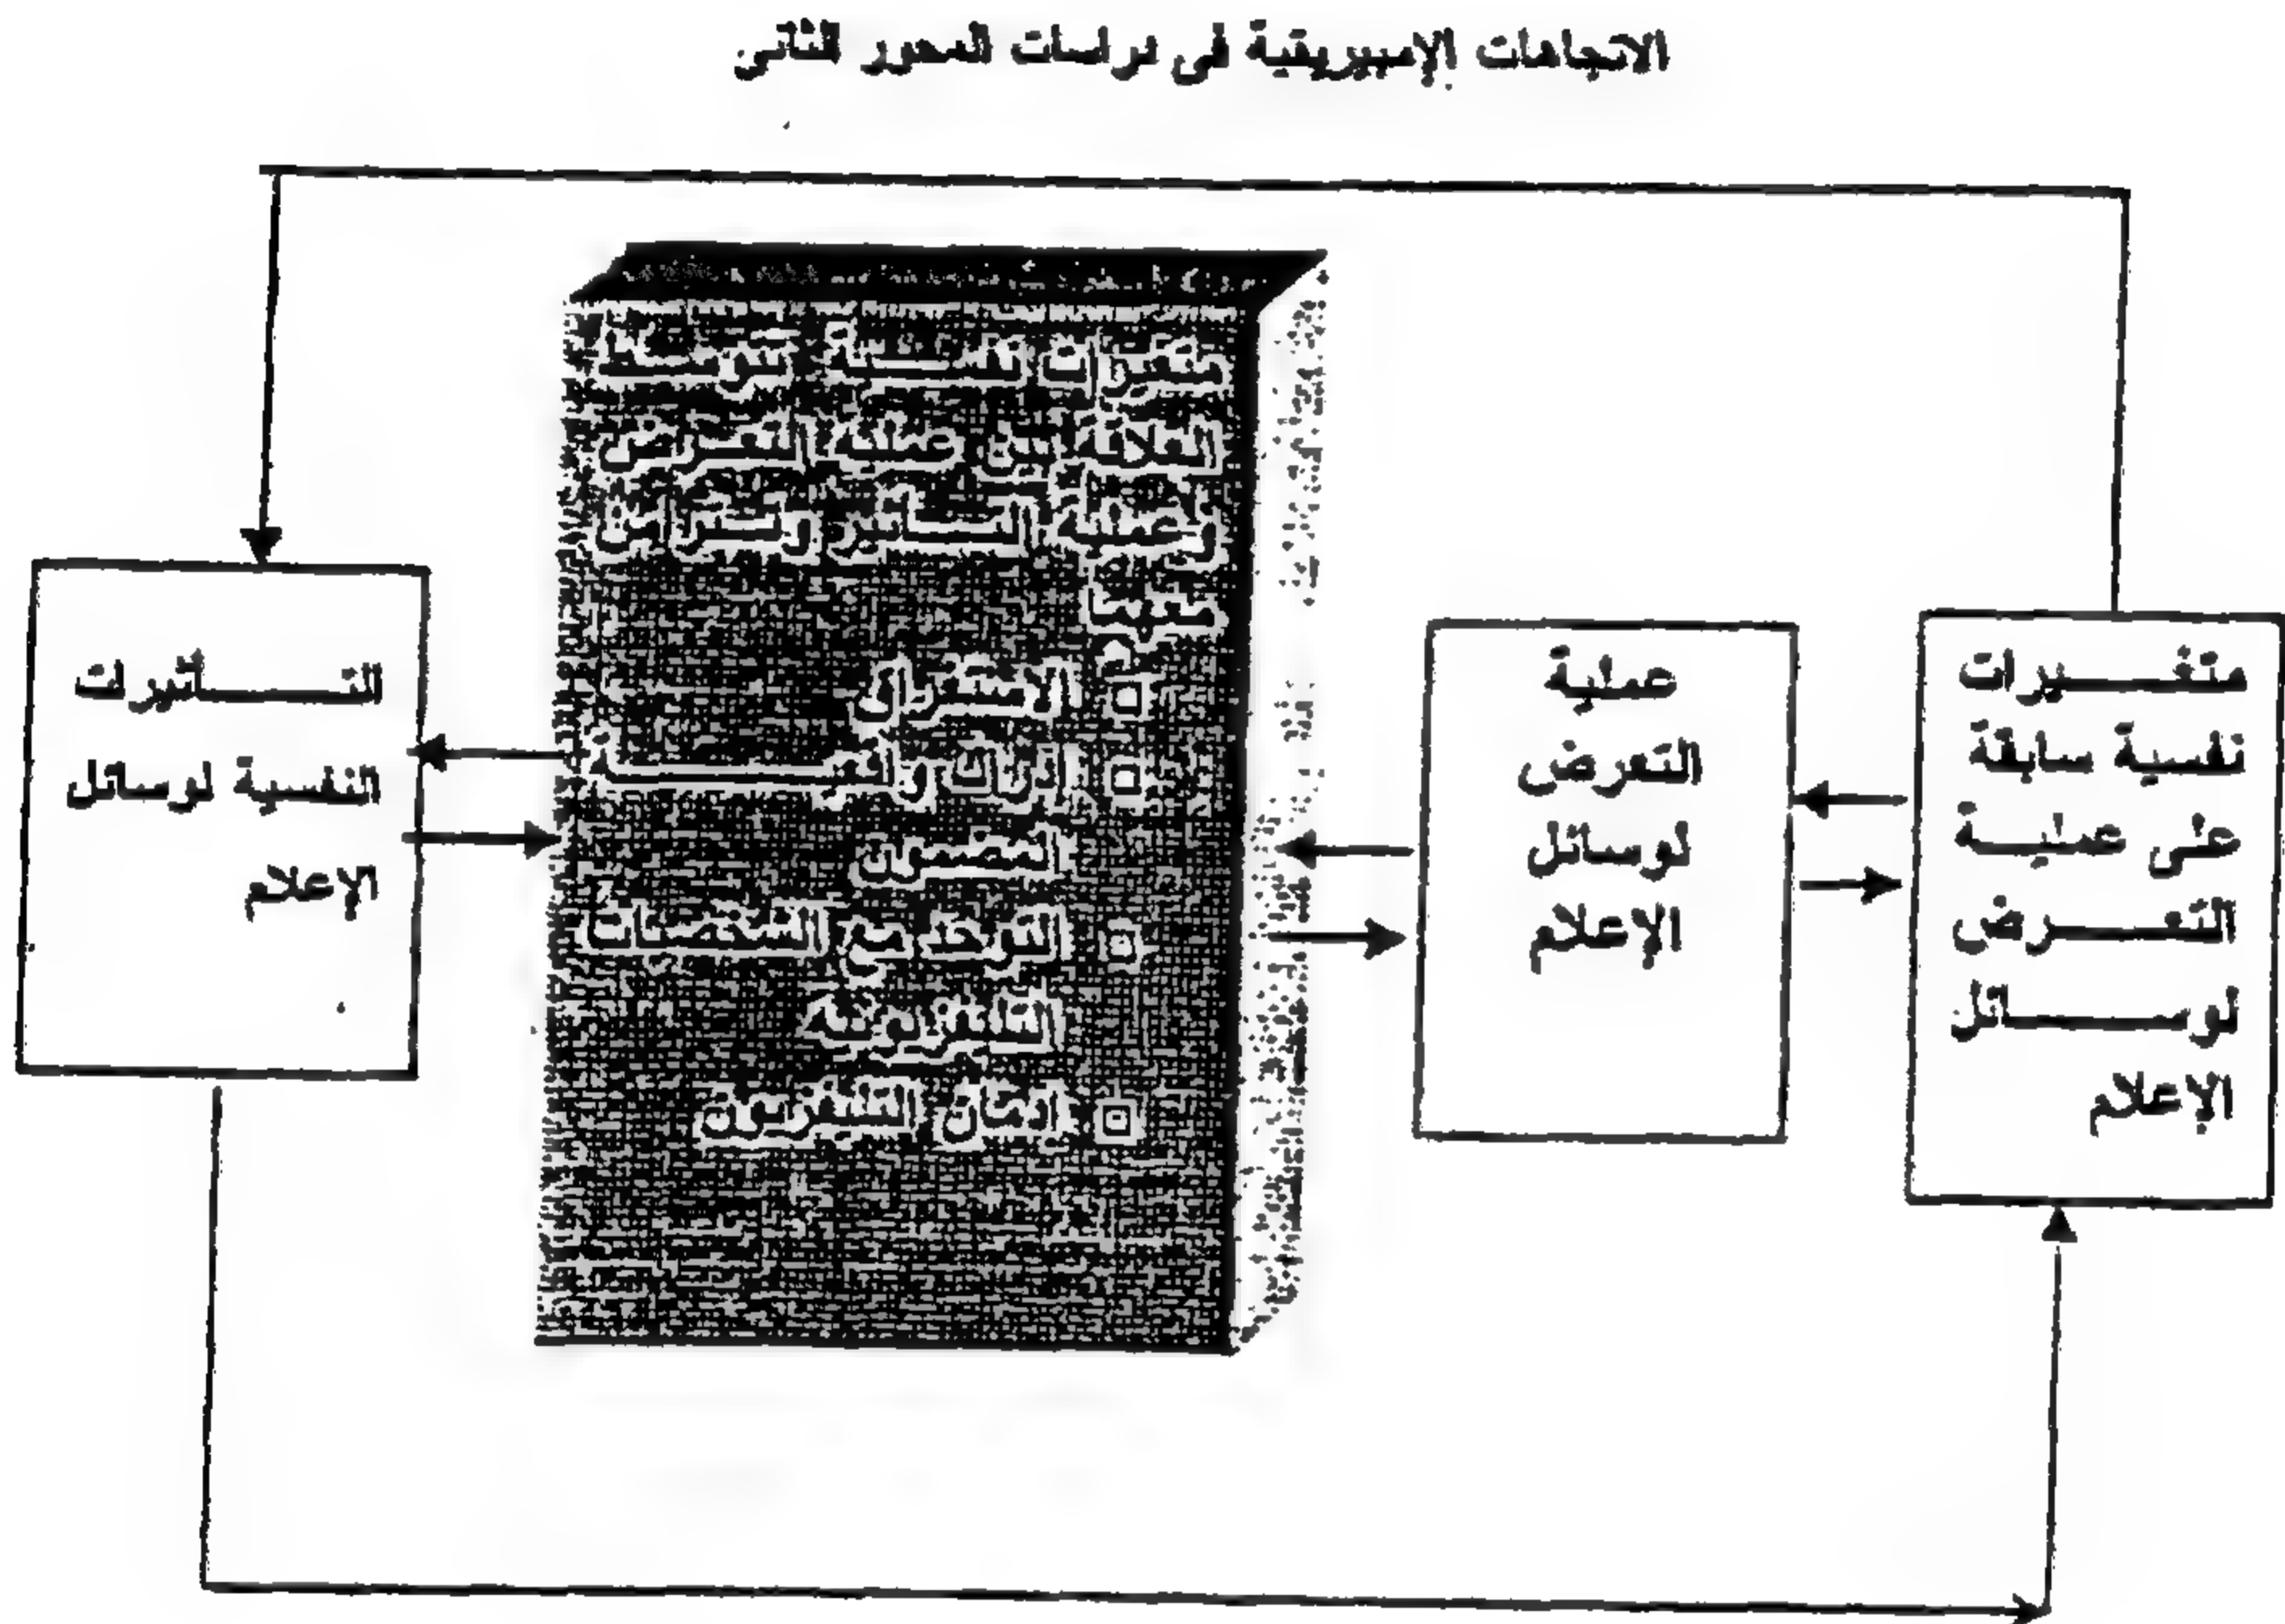 الاتجاهات الإمبيريقية فى دراسات المحور الثانى
متغيرات
نفسية سابقة
على عملية
التعرض
لوسائل
الإعلام
عملية
التعرض
لوسائل
الإعلام
متغيرات نفسية تتوسط
العلاقة بين عملية التعرض
وعملية التأثير وتتزامن
معهما
الاستغراق
إدراك واقعية
المضمون
التوحد مع الشخصيات
التليفزيونية
إدمان التليفزيون
التأثيرات
النفسية لوسائل
الإعلام